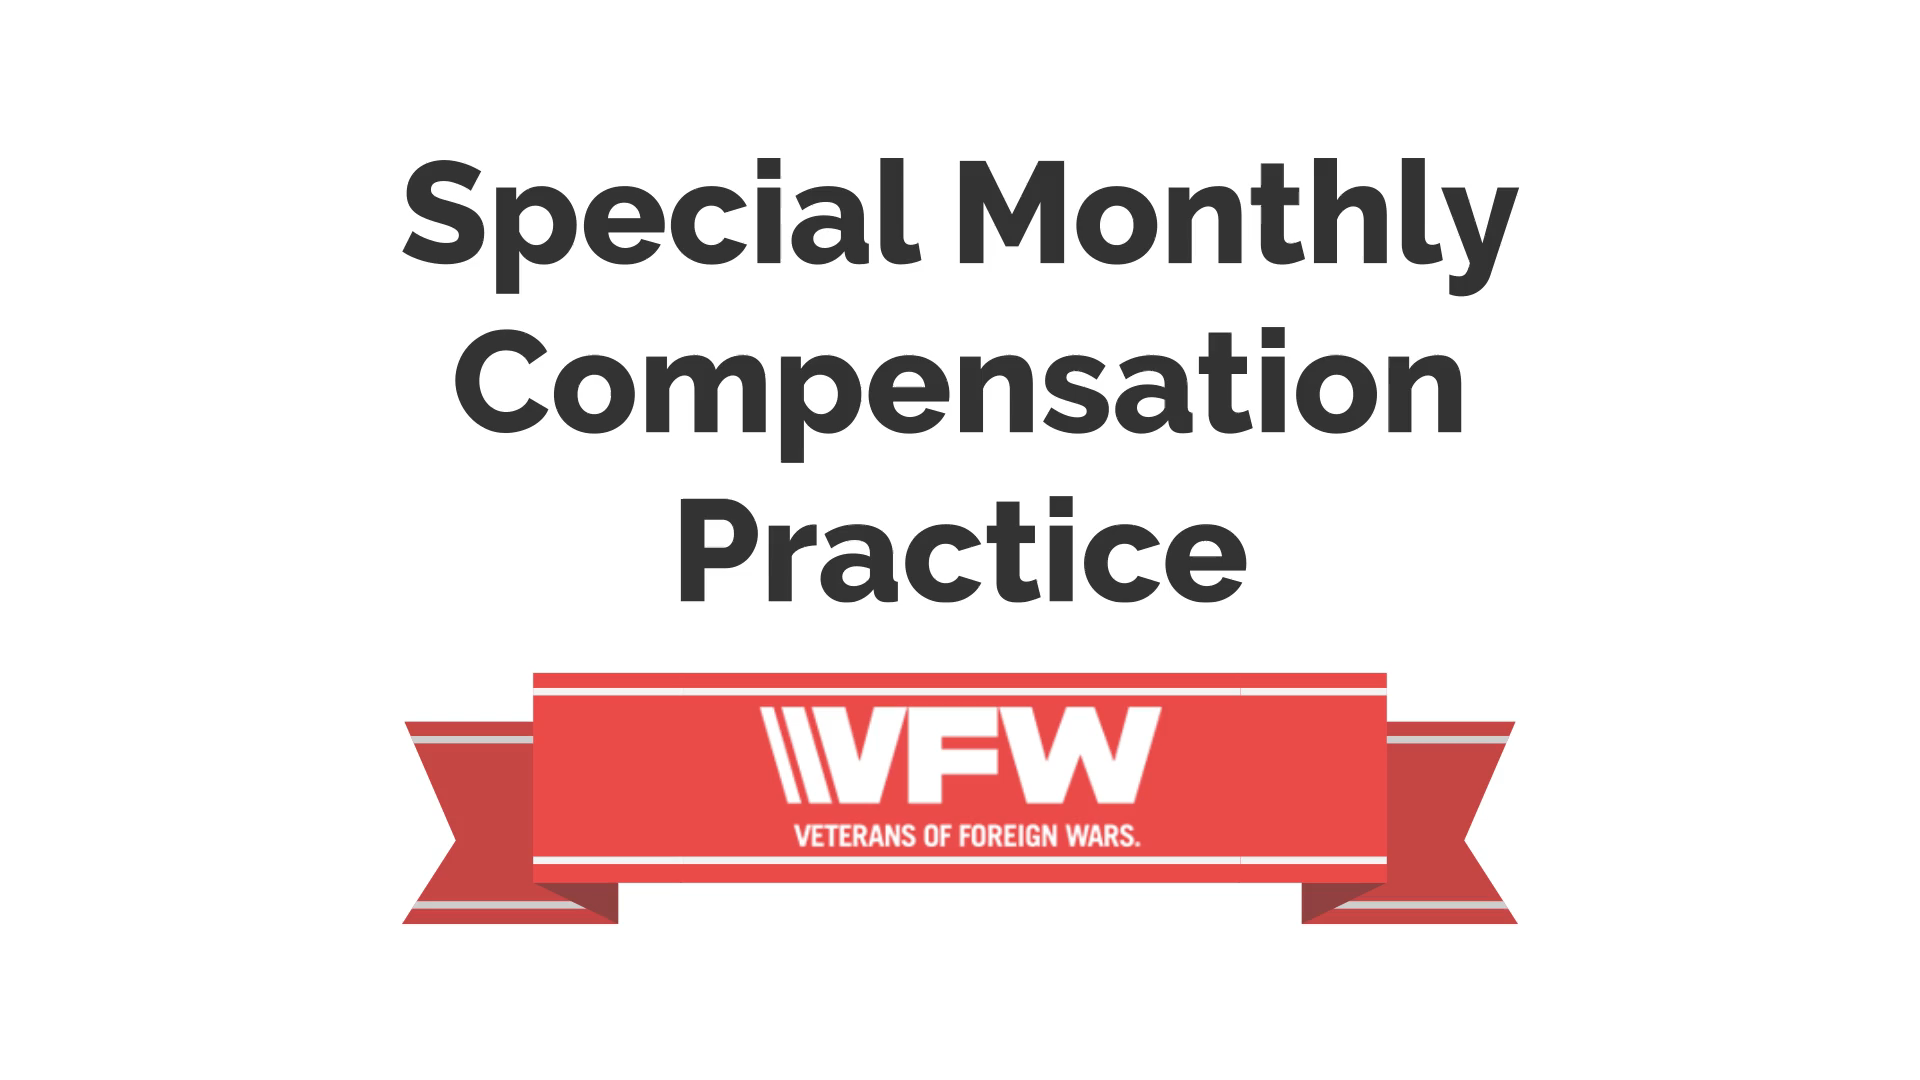 Special Monthly
Compensation
Practice
VFW
VETERANS OF FOREIGN WARS.